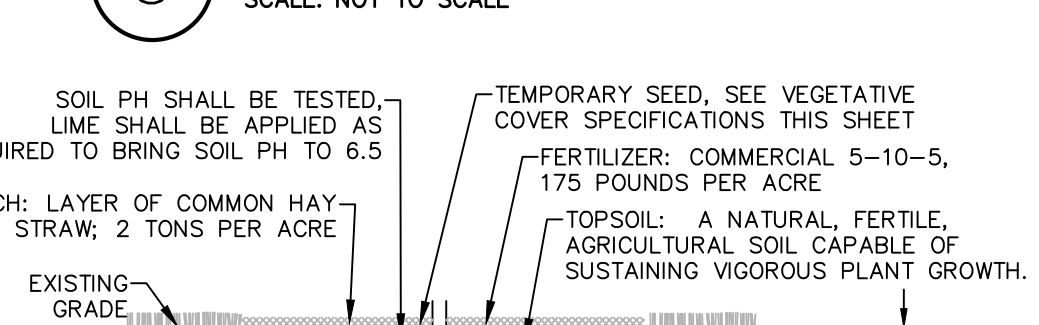 SCALE: NOT TO SCALE
SOIL PH SHALL BE TESTED,
LIME SHALL BE APPLIED AS
TO BRING SOIL PH TO 6.5
LAYER OF COMMON HAY
STRAW; 2 TONS PER ACRE
EXISTING
GRADE
TEMPORARY SEED, SEE VEGETATIVE
COVER SPECIFICATIONS THIS SHEET
FERTILIZER: COMMERCIAL 5-10-5,
175 POUNDS PER ACRE
TOPSOIL: A NATURAL, FERTILE,
AGRICULTURAL SOIL CAPABLE OF
SUSTAINING VIGOROUS PLANT GROWTH.